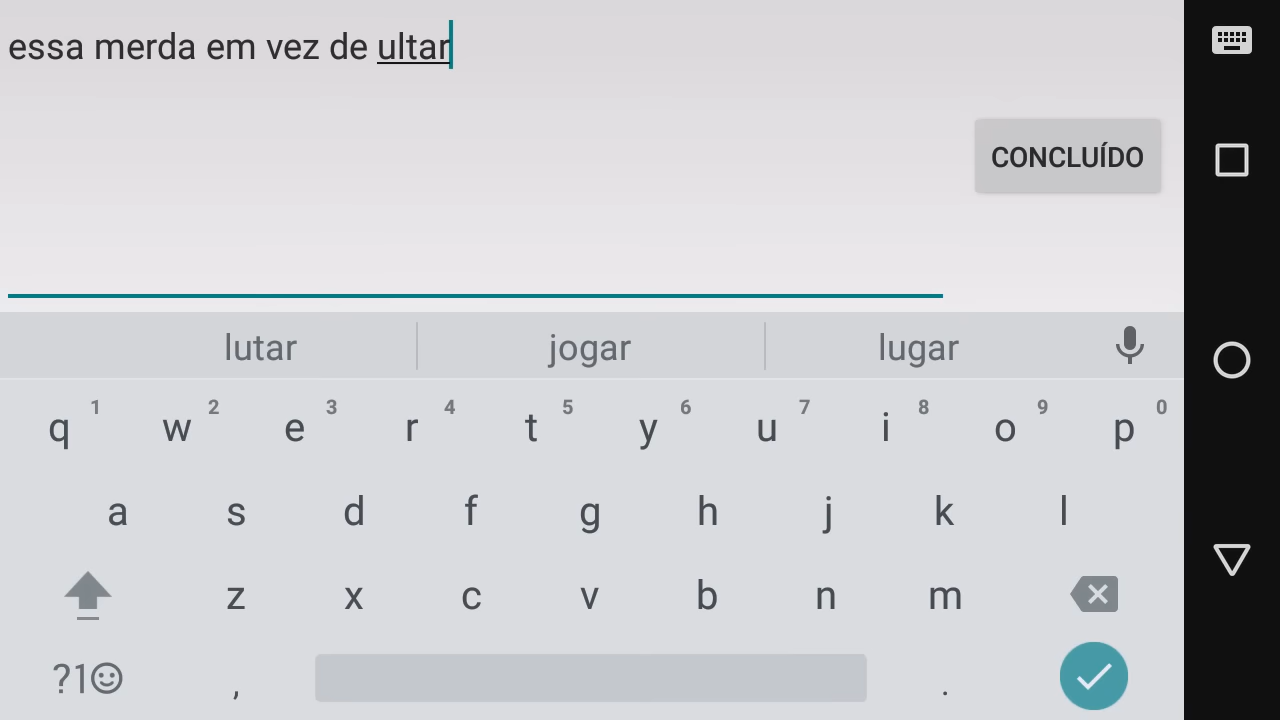 essa merda em vez de ultar
CONCLUÍDO
lutar jogar lugar
q 1 w 2 e 3 r 4 t 5 y 6 u 7 i 8 o 9 p 0
a s d f g h j k l
z x c v b n m
?1☺ , .